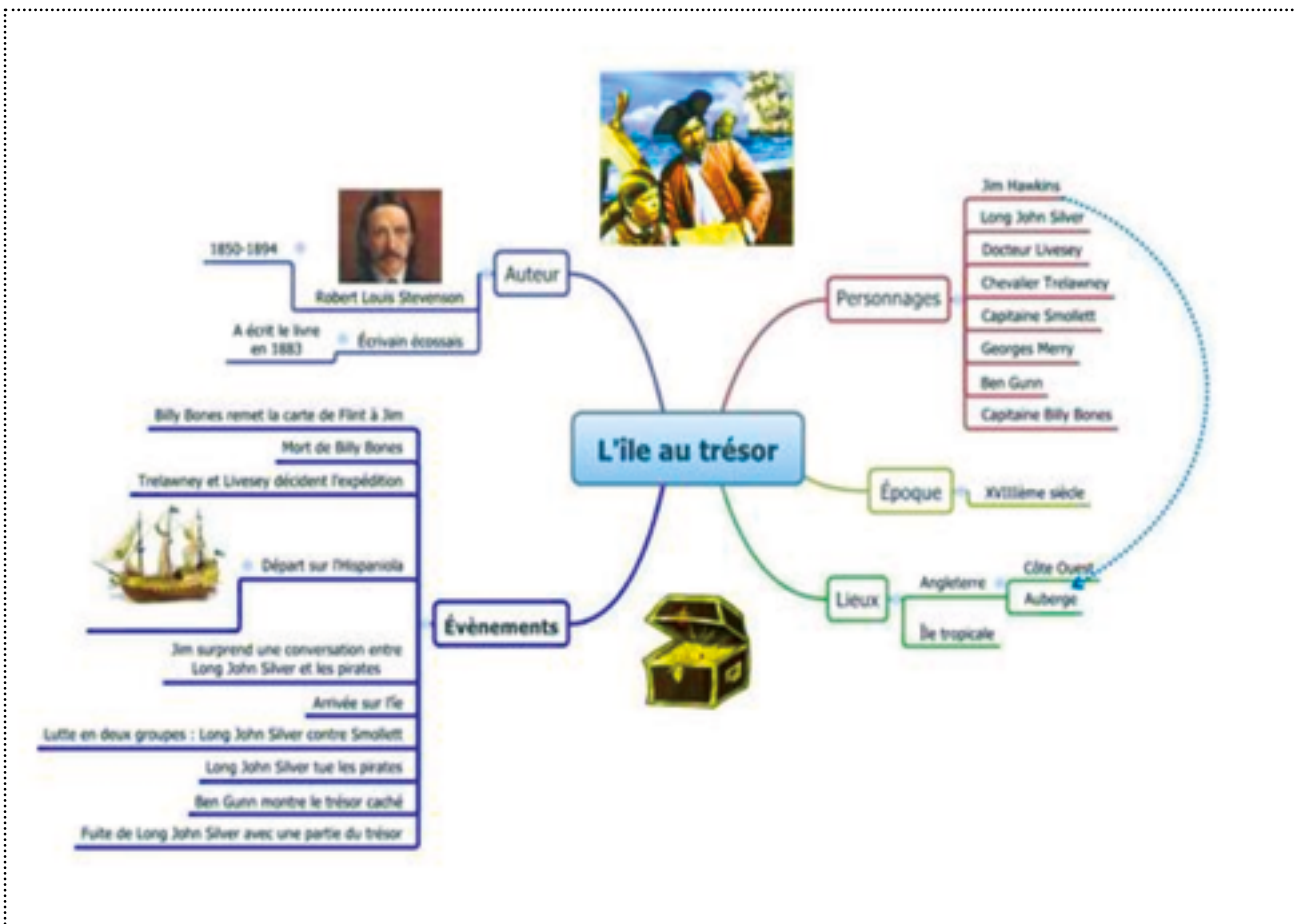 L'île au trésor
Auteur
1850-1894
Robert Louis Stevenson
A écrit le livre
en 1883
Écrivain écossais
Personnages
Jim Hawkins
Long John Silver
Docteur Livesey
Chevalier Trelawney
Capitaine Smollett
Georges Merry
Ben Gunn
Capitaine Billy Bones
Époque
XVIIIème siècle
Lieux
Angleterre
Côte Ouest
Auberge
Île tropicale
Évènements
Billy Bones remet la carte de Flint à Jim
Mort de Billy Bones
Trelawney et Livesey décident l'expédition
Départ sur l'Hispaniola
Jim surprend une conversation entre
Long John Silver et les pirates
Arrivée sur l'île
Lutte en deux groupes : Long John Silver contre Smollett
Long John Silver tue les pirates
Ben Gunn montre le trésor caché
Fuite de Long John Silver avec une partie du trésor